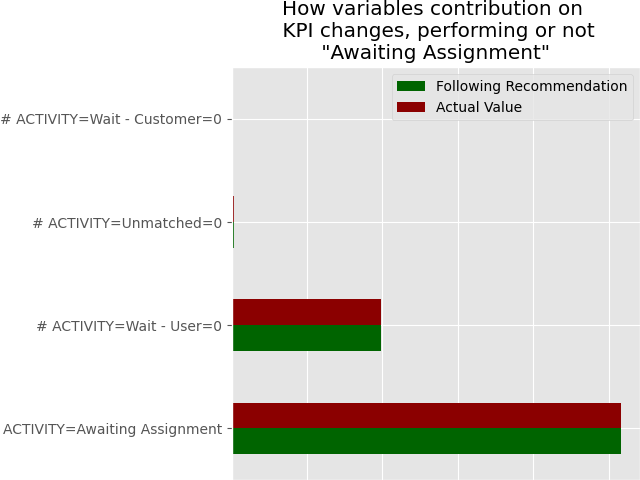 How variables contribution on
KPI changes, performing or not
"Awaiting Assignment"
Following Recommendation
Actual Value
# ACTIVITY=Wait - Customer=0
# ACTIVITY=Unmatched=0
# ACTIVITY=Wait - User=0
ACTIVITY=Awaiting Assignment